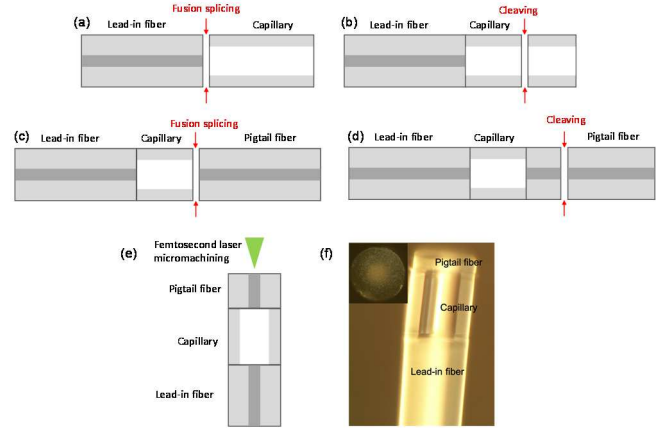 Fusion splicing
(a)
Lead-in fiber
Capillary
Cleaving
(b)
Lead-in fiber
Capillary
Fusion splicing
(c)
Lead-in fiber
Capillary
Pigtail fiber
Cleaving
(d)
Lead-in fiber
Capillary
Pigtail fiber
(e)
Femtosecond laser
micromachining
Pigtail fiber
Capillary
Lead-in fiber
(f)
Pigtail fiber
Capillary
Lead-in fiber